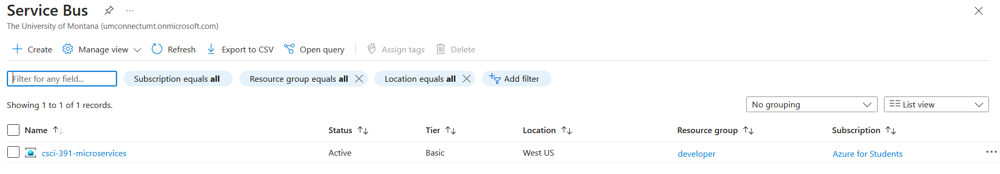 Service Bus
The University of Montana (umconnectumt.onmicrosoft.com)
Create Manage view Refresh Export to CSV Open query Assign tags Delete
Filter for any field... Subscription equals all Resource group equals all Location equals all Add filter
Showing 1 to 1 of 1 records. No grouping List view
Name Status Tier Location Resource group Subscription
csci-391-microservices Active Basic West US developer Azure for Students